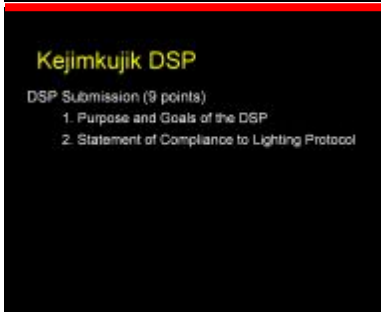 Kejimkujik DSP
DSP Submission (9 points)
1. Purpose and Goals of the DSP
2. Statement of Compliance to Lighting Protocol